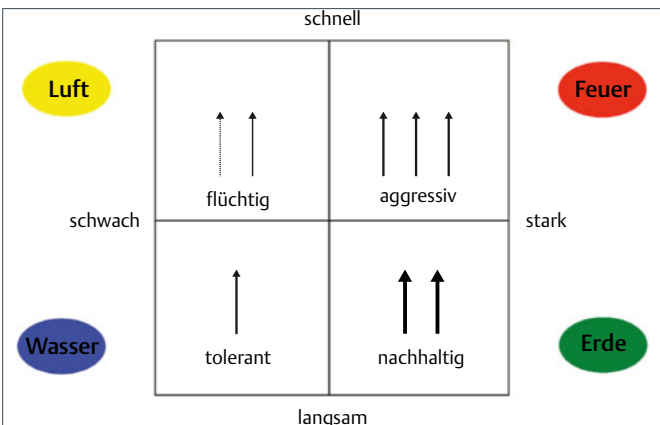 schnell
Luft
Feuer
flüchtig
aggressiv
schwach
stark
Wasser
tolerant
nachhaltig
Erde
langsam